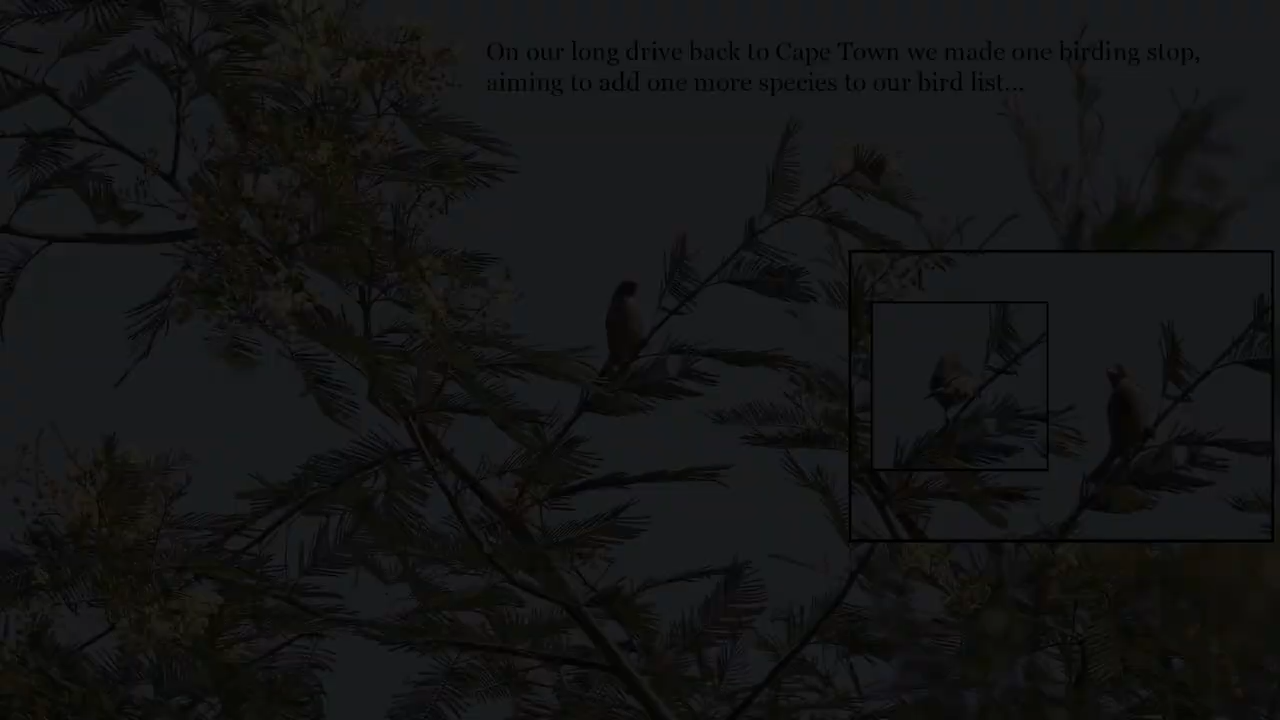 On our long drive back to Cape Town we made one birding stop,
aiming to add one more species to our bird list...